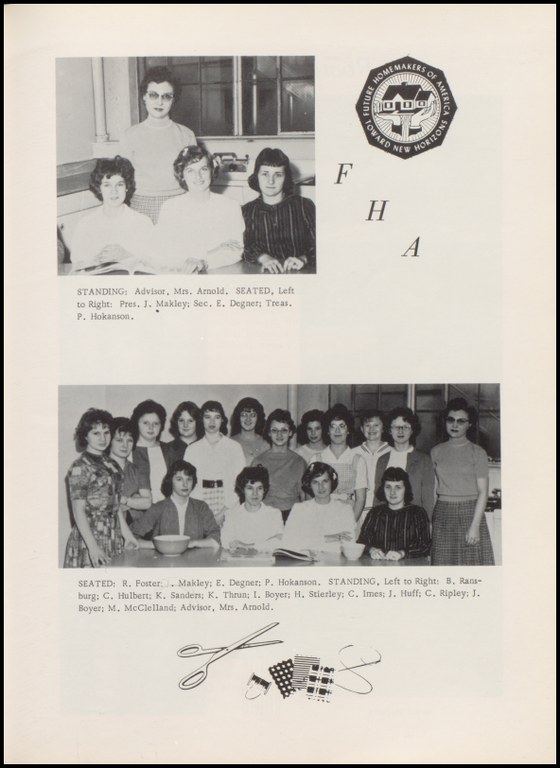 FUTURE HOMEMAKERS OF AMERICA
TOWARD NEW HORIZONS
F
H
A
STANDING: Advisor, Mrs. Arnold. SEATED, Left
to Right: Pres. J. Makley; Sec. E. Degner; Treas.
P. Hokanson.
SEATED: R. Foster; . Makley; E. Degner; P. Hokanson. STANDING, Left to Right: B. Rans-
burg; C. Hulbert; K. Sanders; K. Thrun; I. Boyer; H. Stierley; C. Imes; J. Huff; C. Ripley; J.
Boyer; M. McClelland; Advisor, Mrs. Arnold.